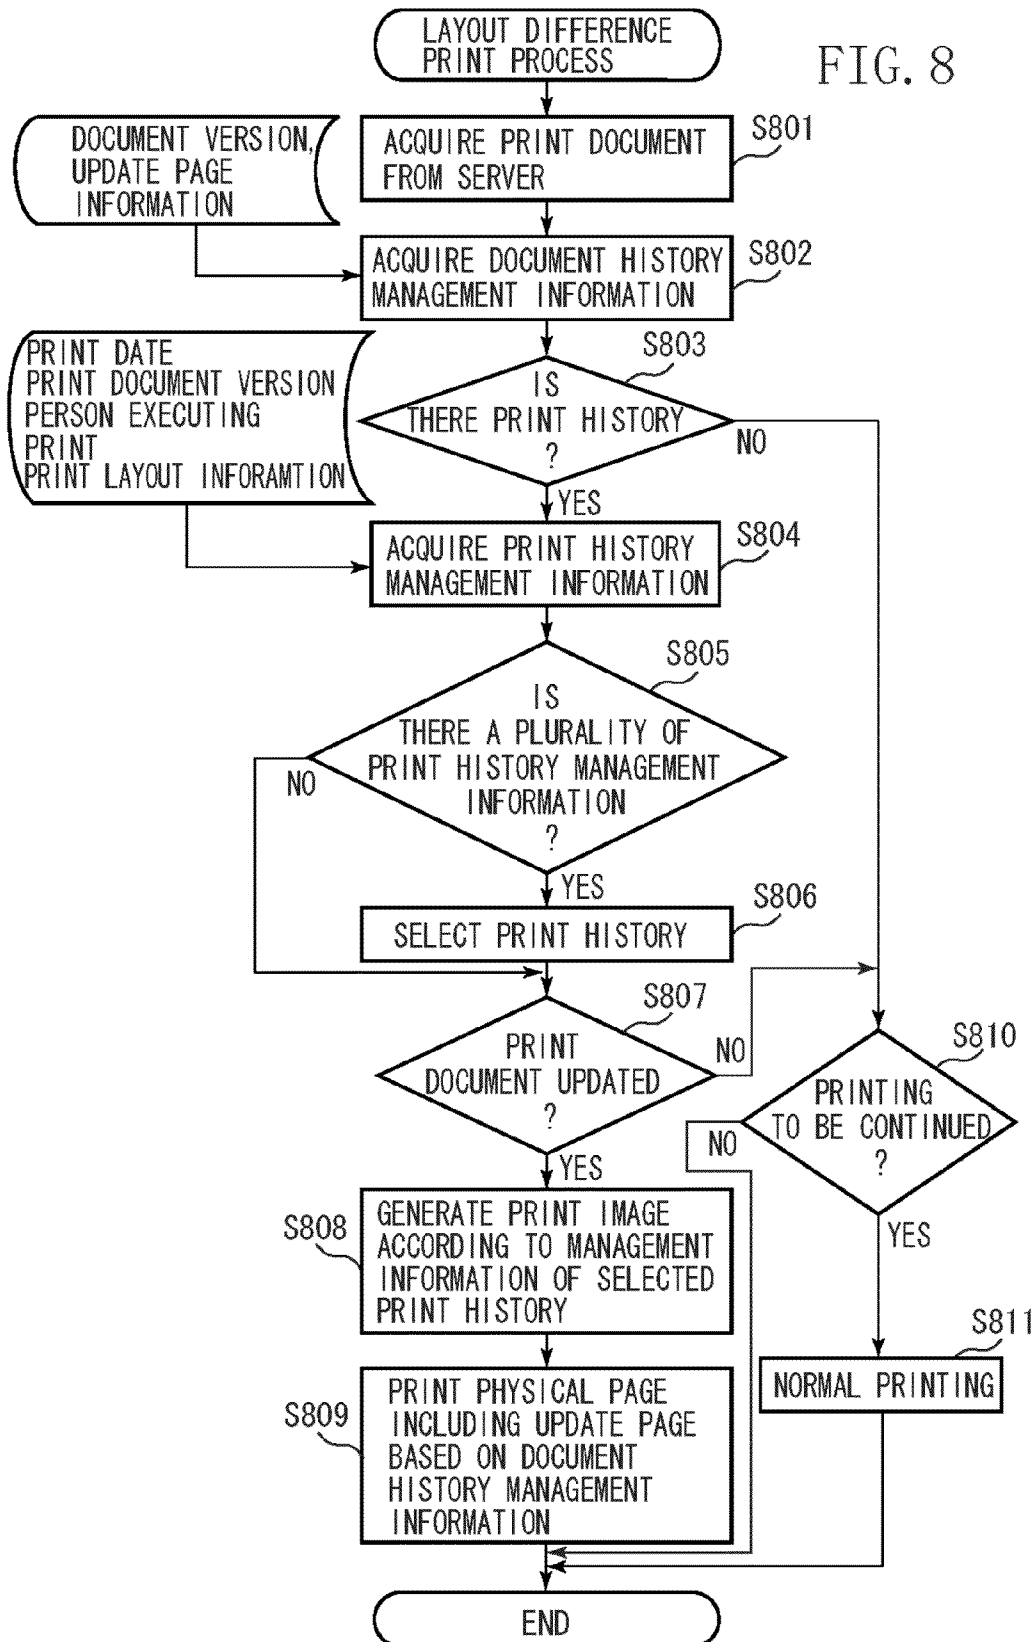 LAYOUT DIFFERENCE
PRINT PROCESS
FIG. 8
S801
ACQUIRE PRINT DOCUMENT
FROM SERVER
DOCUMENT VERSION,
UPDATE PAGE
INFORMATION
S802
ACQUIRE DOCUMENT HISTORY
MANAGEMENT INFORMATION
S803
IS
THERE PRINT HISTORY
?
NO
YES
PRINT DATE
PRINT DOCUMENT VERSION
PERSON EXECUTING
PRINT
PRINT LAYOUT INFORAMTION
S804
ACQUIRE PRINT HISTORY
MANAGEMENT INFORMATION
S805
IS
THERE A PLURALITY OF
PRINT HISTORY MANAGEMENT
INFORMATION
?
NO
YES
S806
SELECT PRINT HISTORY
S807
PRINT
DOCUMENT UPDATED
?
NO
YES
S810
PRINTING
TO BE CONTINUED
?
NO
YES
S808
GENERATE PRINT IMAGE
ACCORDING TO MANAGEMENT
INFORMATION OF SELECTED
PRINT HISTORY
S811
NORMAL PRINTING
S809
PRINT PHYSICAL PAGE
INCLUDING UPDATE PAGE
BASED ON DOCUMENT
HISTORY MANAGEMENT
INFORMATION
END